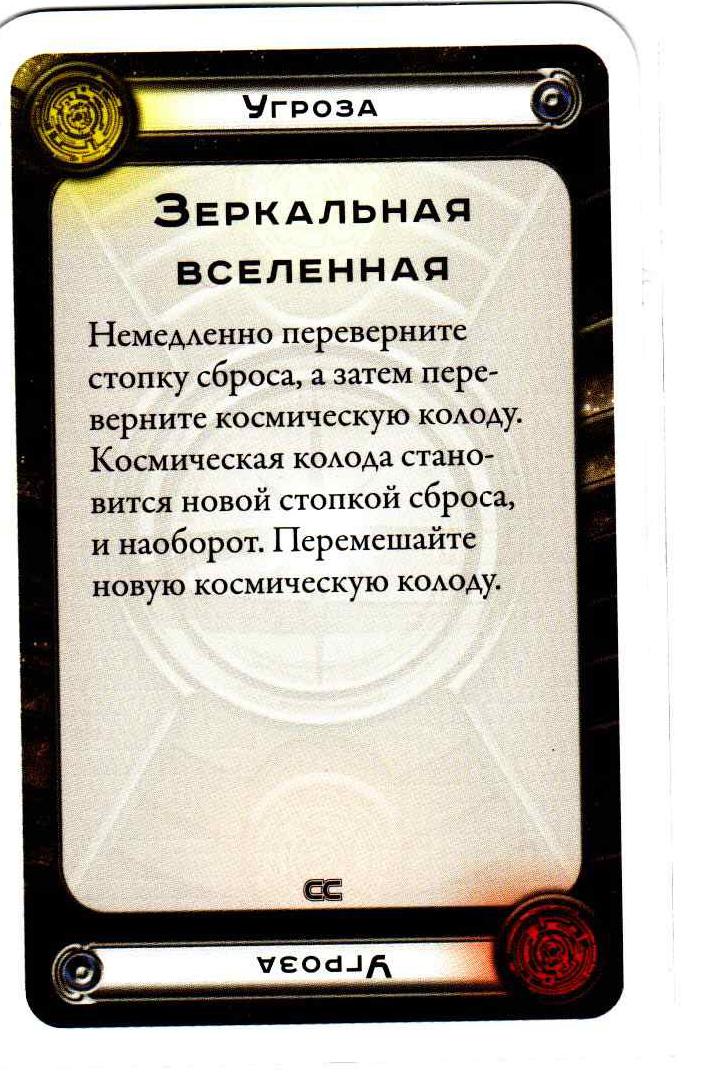 Угроза
Зеркальная
вселенная
Немедленно переверните
стопку сброса, а затем пере-
верните космическую колоду.
Космическая колода стано-
вится новой стопкой сброса,
и наоборот. Перемешайте
новую космическую колоду.
CC
Угроза